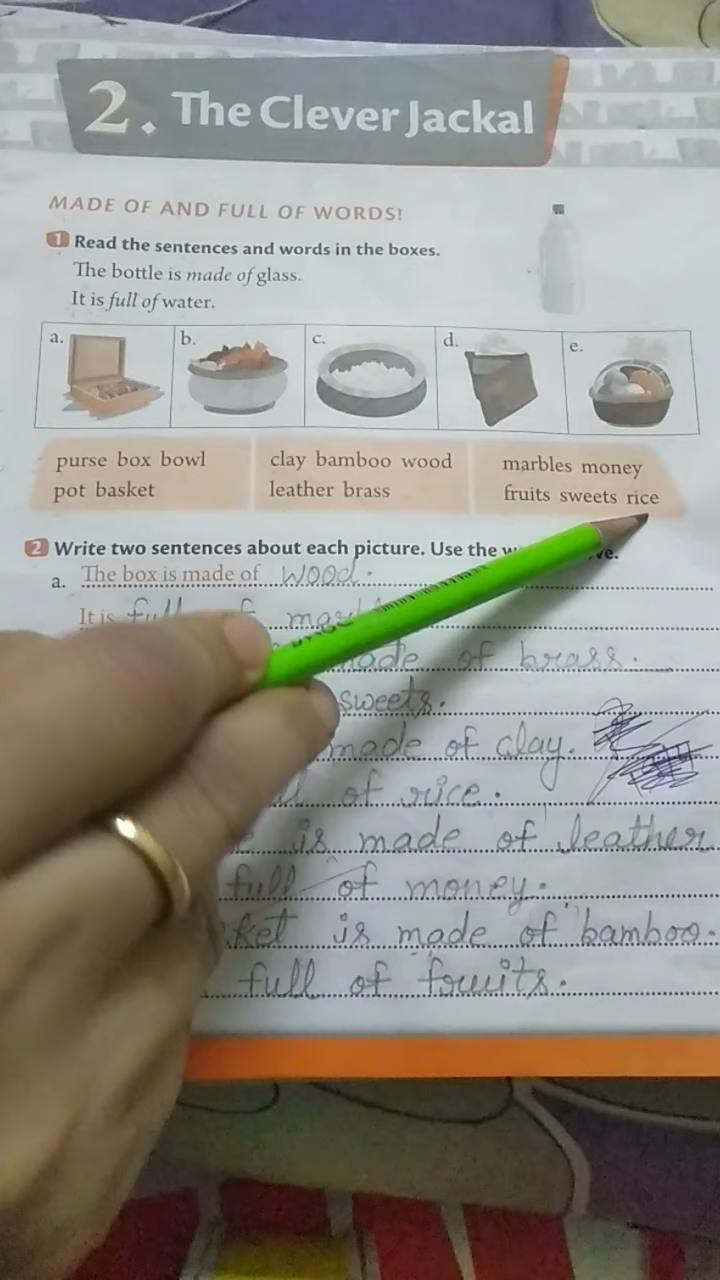 2. The Clever Jackal
MADE OF AND FULL OF WORDS!
1 Read the sentences and words in the boxes.
The bottle is made of glass.
It is full of water.
a. b. c. d. e.
purse box bowl clay bamboo wood marbles money
pot basket leather brass fruits sweets rice
2 Write two sentences about each picture. Use the
a. The box is made of wood.
It is full of
made of brass.
sweets.
made of clay.
of rice.
is made of leather
full of money.
is made of bamboo.
full of fruits.